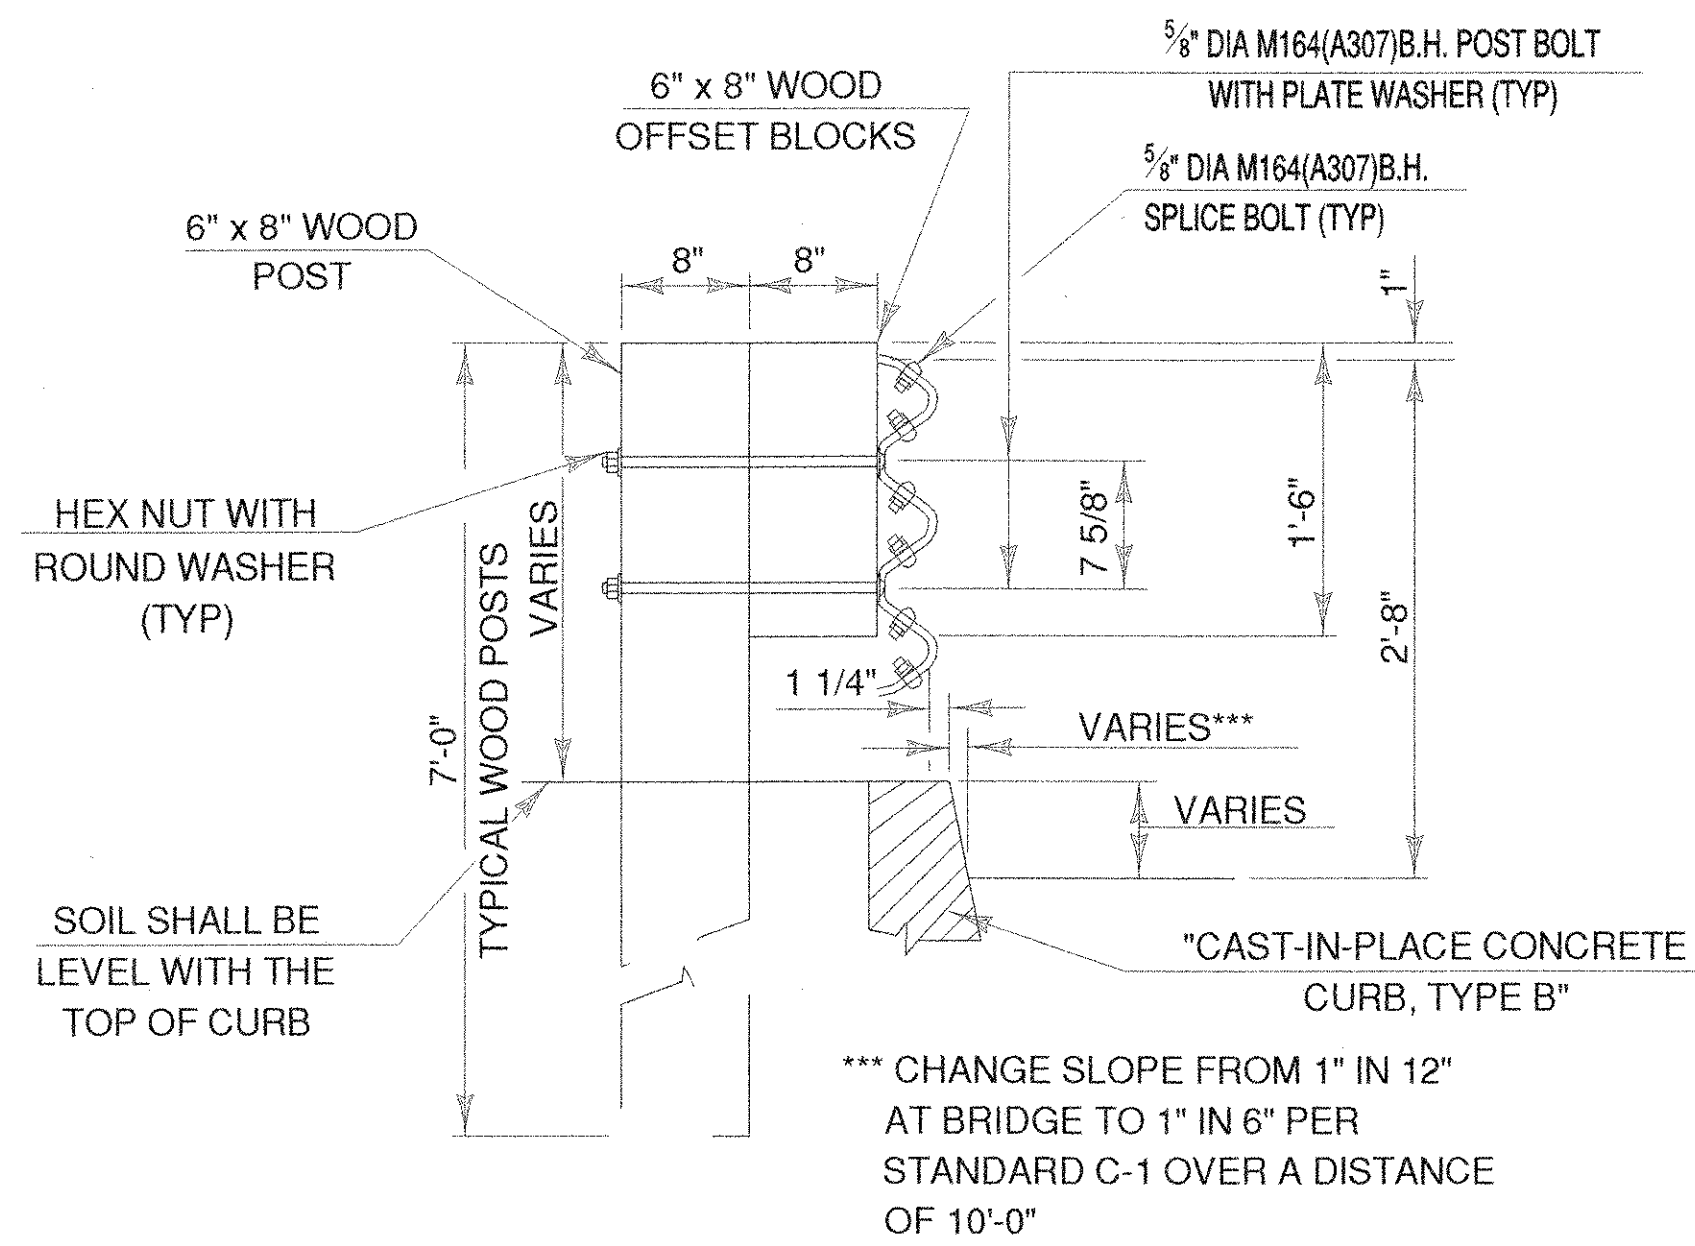 5/8" DIA M164(A307)B.H. POST BOLT
WITH PLATE WASHER (TYP)
6" x 8" WOOD
OFFSET BLOCKS
5/8" DIA M164(A307)B.H.
SPLICE BOLT (TYP)
6" x 8" WOOD
POST
8"
8"
1"
HEX NUT WITH
ROUND WASHER
(TYP)
VARIES
7 5/8"
1'-6"
2'-8"
7'-0"
TYPICAL WOOD POSTS
1 1/4"
VARIES***
VARIES
SOIL SHALL BE
LEVEL WITH THE
TOP OF CURB
"CAST-IN-PLACE CONCRETE
CURB, TYPE B"
*** CHANGE SLOPE FROM 1" IN 12"
AT BRIDGE TO 1" IN 6" PER
STANDARD C-1 OVER A DISTANCE
OF 10'-0"